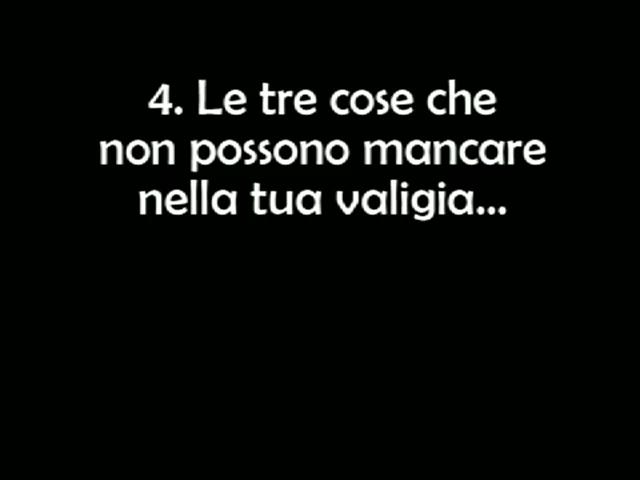 4. Le tre cose che
non possono mancare
nella tua valigia...